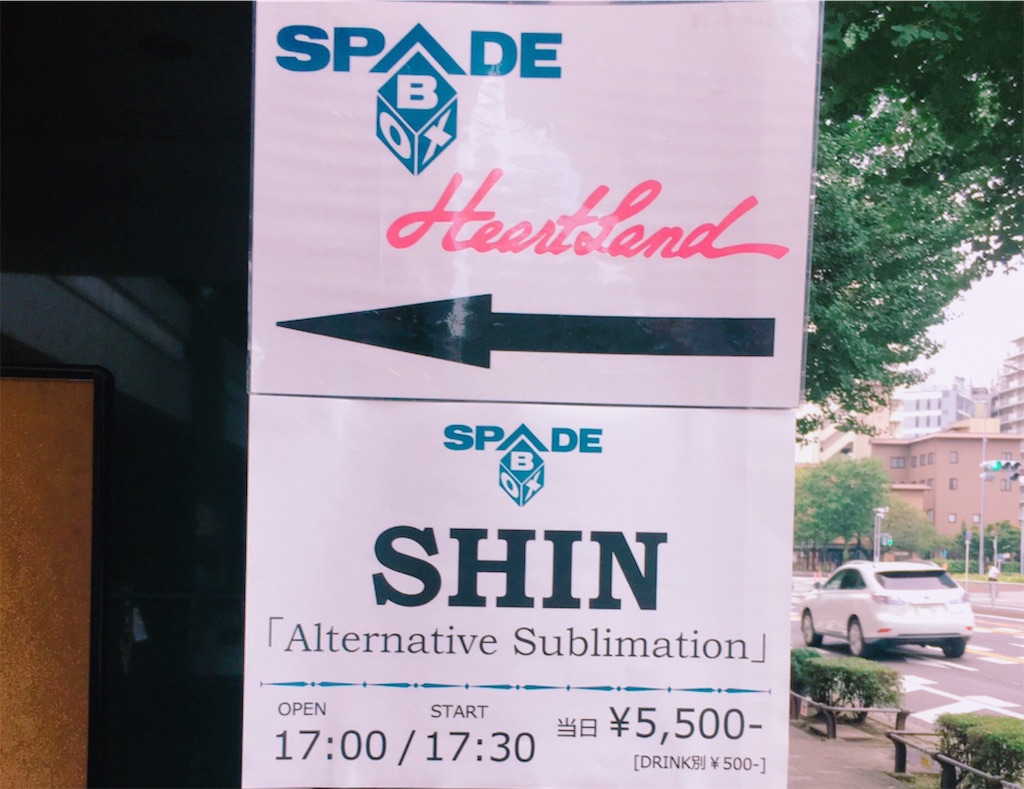 SPADE
BOX
HeartLand
SPADE
BOX
SHIN
「Alternative Sublimation」
OPEN START 当日 ¥5,500-
17:00 / 17:30
[DRINK別¥500-]